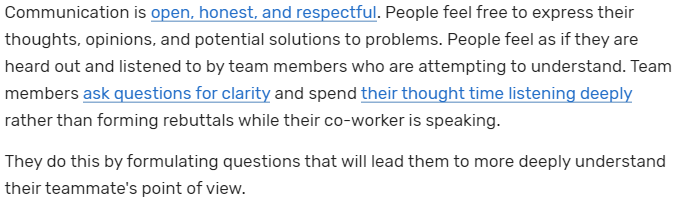 Communication is open, honest, and respectful. People feel free to express their
thoughts, opinions, and potential solutions to problems. People feel as if they are
heard out and listened to by team members who are attempting to understand. Team
members ask questions for clarity and spend their thought time listening deeply
rather than forming rebuttals while their co-worker is speaking.
They do this by formulating questions that will lead them to more deeply understand
their teammate's point of view.